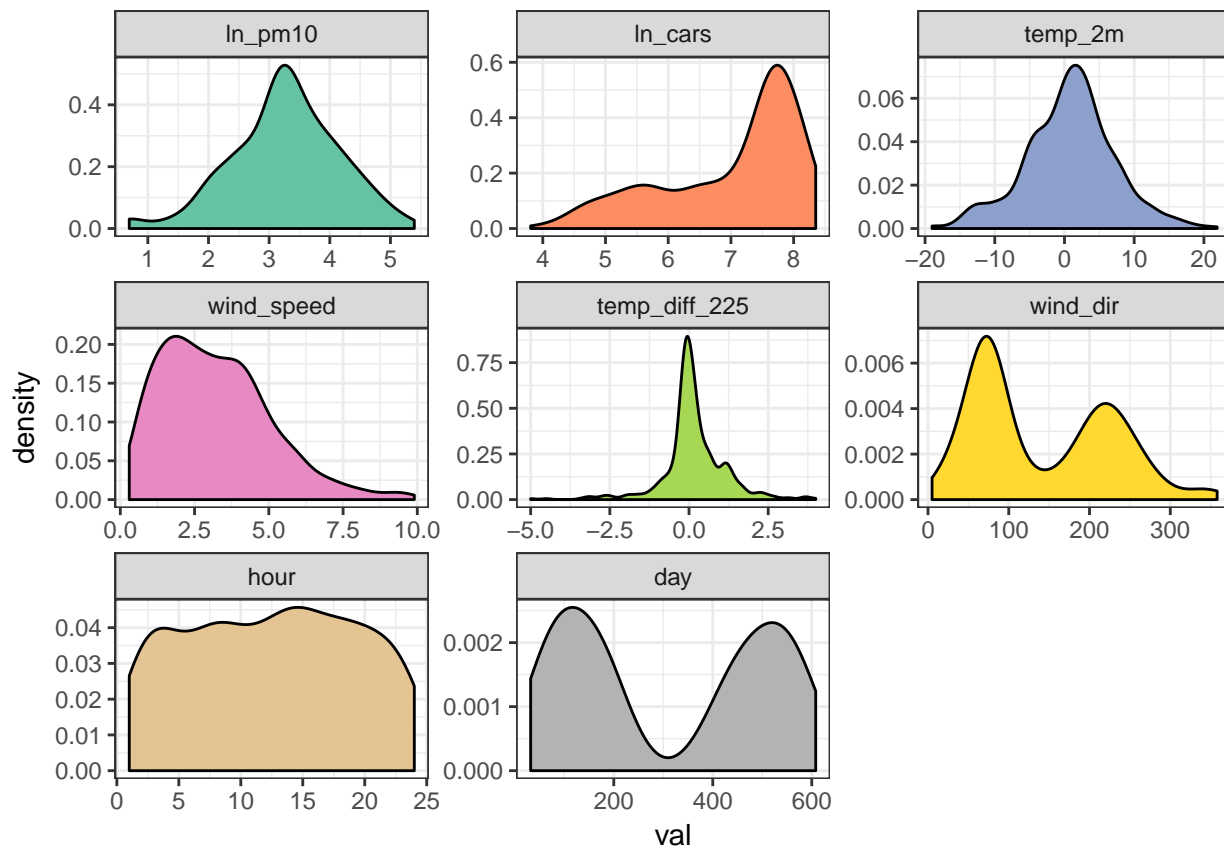 ln_pm10
ln_cars
temp_2m
0.4
0.2
0.0
1 2 3 4 5
0.6
0.4
0.2
0.0
4 5 6 7 8
0.06
0.04
0.02
0.00
−20 −10 0 10 20
wind_speed
temp_diff_225
wind_dir
0.20
0.15
0.10
0.05
0.00
0.0 2.5 5.0 7.5 10.0
0.75
0.50
0.25
0.00
−5.0 −2.5 0.0 2.5
0.006
0.004
0.002
0.000
0 100 200 300
hour
day
0.04
0.03
0.02
0.01
0.00
0 5 10 15 20 25
0.002
0.001
0.000
200 400 600
density
val